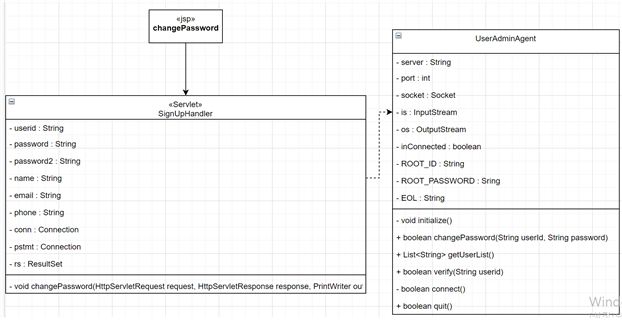 «jsp»
changePassword
«Servlet»
SignUpHandler
- userid : String
- password : String
- password2 : String
- name : String
- email : String
- phone : String
- conn : Connection
- pstmt : Connection
- rs : ResultSet
- void changePassword(HttpServletRequest request, HttpServletResponse response, PrintWriter ou
UserAdminAgent
- server : String
- port : int
- socket : Socket
- is : InputStream
- os : OutputStream
- inConnected : boolean
- ROOT_ID : String
- ROOT_PASSWORD : Sring
- EOL : String
- void initialize()
+ boolean changePassword(String userId, String password)
+ List<String> getUserList()
+ boolean verify(String userid)
- boolean connect()
+ boolean quit()
Wind